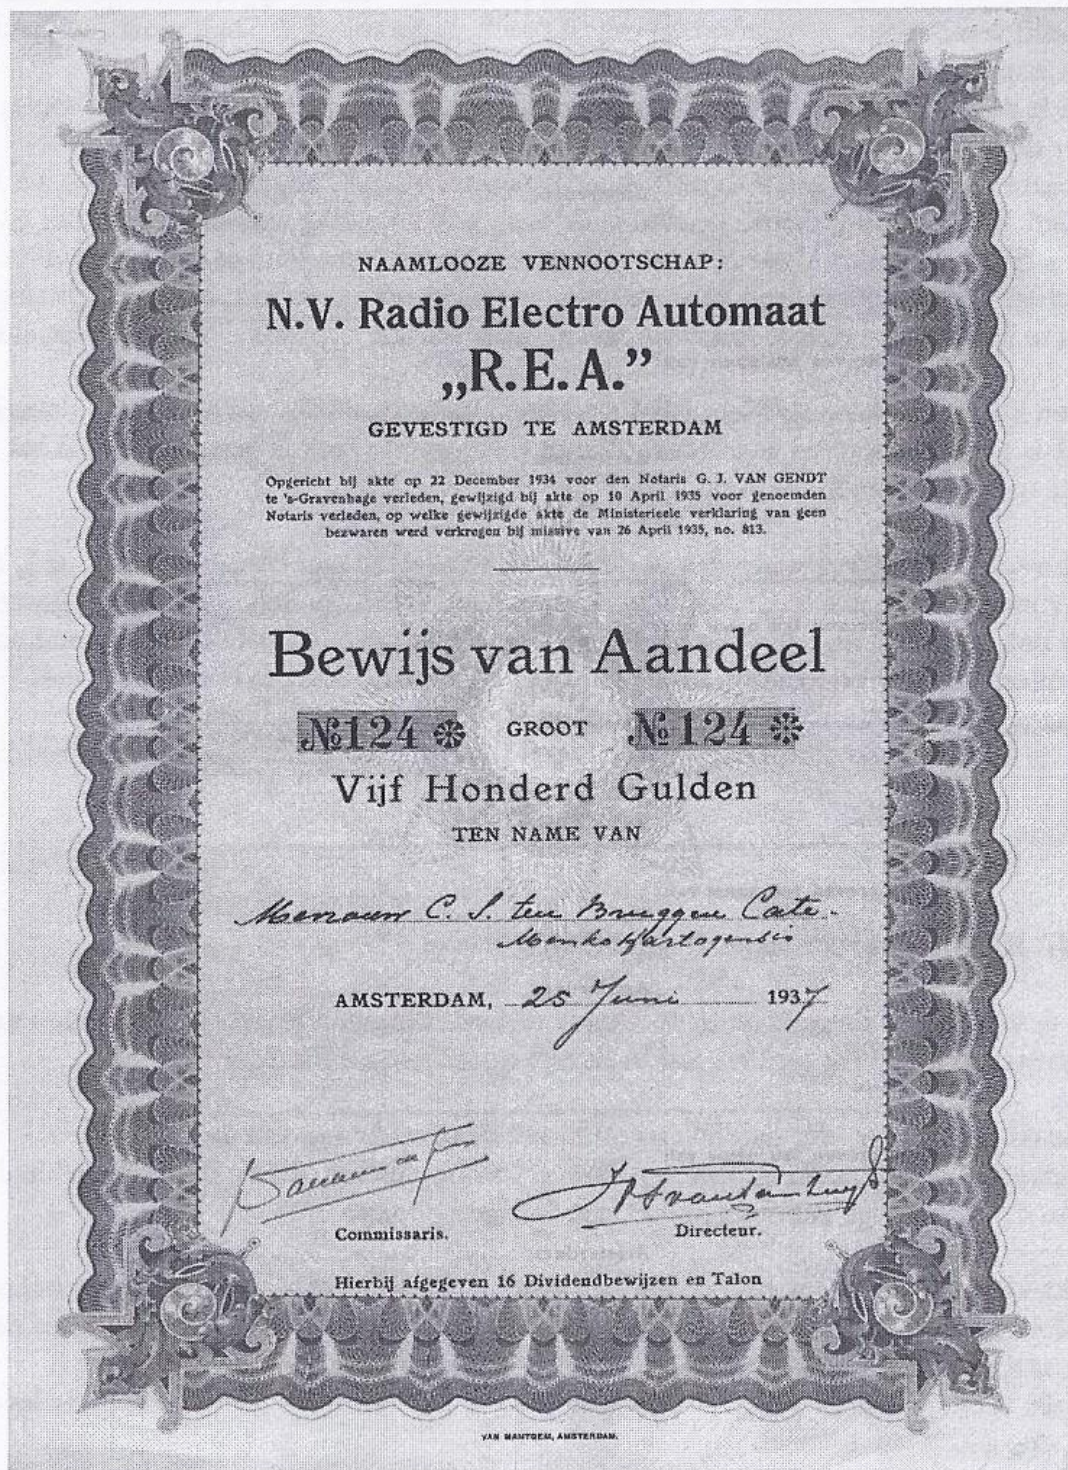 NAAMLOOZE VENNOOTSCHAP:
N.V. Radio Electro Automaat
„R.E.A.”
GEVESTIGD TE AMSTERDAM
Opgericht bij akte op 22 December 1934 voor den Notaris G. J. VAN GENDT
te 's-Gravenhage verleden, gewijzigd bij akte op 10 April 1935 voor genoemden
Notaris verleden, op welke gewijzigde akte de Ministerieele verklaring van geen
bezwaren werd verkregen bij missive van 26 April 1935, no. 813.
Bewijs van Aandeel
№124 GROOT №124
Vijf Honderd Gulden
TEN NAME VAN
Mevrouw C. S. ten Bruggen Cate-
AMSTERDAM, 25 Juni 1937
Commissaris. Directeur.
Hierbij afgegeven 16 Dividendbewijzen en Talon
VAN MANTGEM, AMSTERDAM.